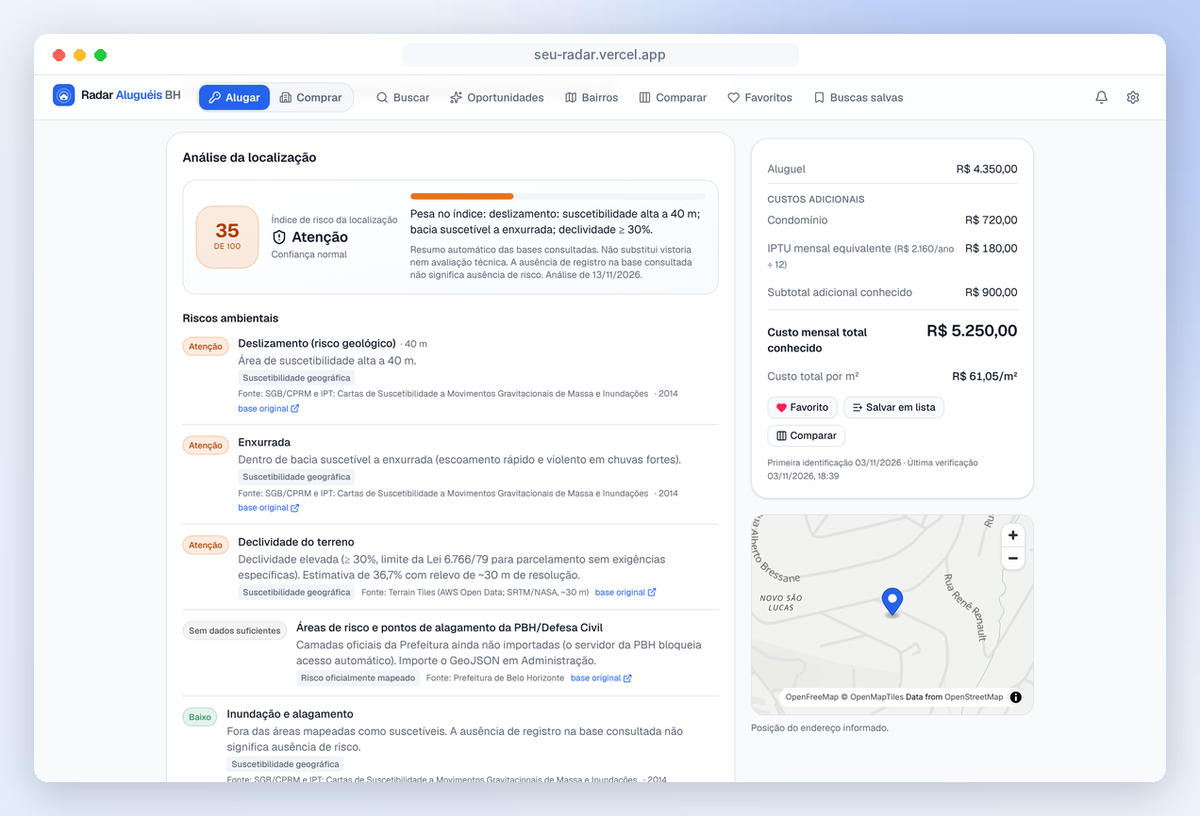 seu-radar.vercel.app
Radar Aluguéis BH
Alugar
Comprar
Buscar
Oportunidades
Bairros
Comparar
Favoritos
Buscas salvas
Análise da localização
35
DE 100
Índice de risco da localização
Atenção
Confiança normal
Pesa no índice: deslizamento: suscetibilidade alta a 40 m;
bacia suscetível a enxurrada; declividade ≥ 30%.
Resumo automático das bases consultadas. Não substitui vistoria
nem avaliação técnica. A ausência de registro na base consultada
não significa ausência de risco. Análise de 13/11/2026.
Riscos ambientais
Atenção
Deslizamento (risco geológico) · 40 m
Área de suscetibilidade alta a 40 m.
Suscetibilidade geográfica
Fonte: SGB/CPRM e IPT: Cartas de Suscetibilidade a Movimentos Gravitacionais de Massa e Inundações · 2014
base original
Atenção
Enxurrada
Dentro de bacia suscetível a enxurrada (escoamento rápido e violento em chuvas fortes).
Suscetibilidade geográfica
Fonte: SGB/CPRM e IPT: Cartas de Suscetibilidade a Movimentos Gravitacionais de Massa e Inundações · 2014
base original
Atenção
Declividade do terreno
Declividade elevada (≥ 30%, limite da Lei 6.766/79 para parcelamento sem exigências
específicas). Estimativa de 36,7% com relevo de ~30 m de resolução.
Suscetibilidade geográfica Fonte: Terrain Tiles (AWS Open Data; SRTM/NASA, ~30 m) base original
Sem dados suficientes
Áreas de risco e pontos de alagamento da PBH/Defesa Civil
Camadas oficiais da Prefeitura ainda não importadas (o servidor da PBH bloqueia
acesso automático). Importe o GeoJSON em Administração.
Risco oficialmente mapeado Fonte: Prefeitura de Belo Horizonte base original
Baixo
Inundação e alagamento
Fora das áreas mapeadas como suscetíveis. A ausência de registro na base consultada não
significa ausência de risco.
Suscetibilidade geográfica
Fonte: SGB/CPRM e IPT: Cartas de Suscetibilidade a Movimentos Gravitacionais de Massa e Inundações · 2014
Aluguel R$ 4.350,00
CUSTOS ADICIONAIS
Condomínio R$ 720,00
IPTU mensal equivalente (R$ 2.160/ano R$ 180,00
÷ 12)
Subtotal adicional conhecido R$ 900,00
Custo mensal total R$ 5.250,00
conhecido
Custo total por m² R$ 61,05/m²
Favorito
Salvar em lista
Comparar
Primeira identificação 03/11/2026 · Última verificação
03/11/2026, 18:39
Alberto Bressane
Ru
NOVO SÃO
LUCAS
Rua Renê Renault
+
−
OpenFreeMap © OpenMapTiles Data from OpenStreetMap
Posição do endereço informado.